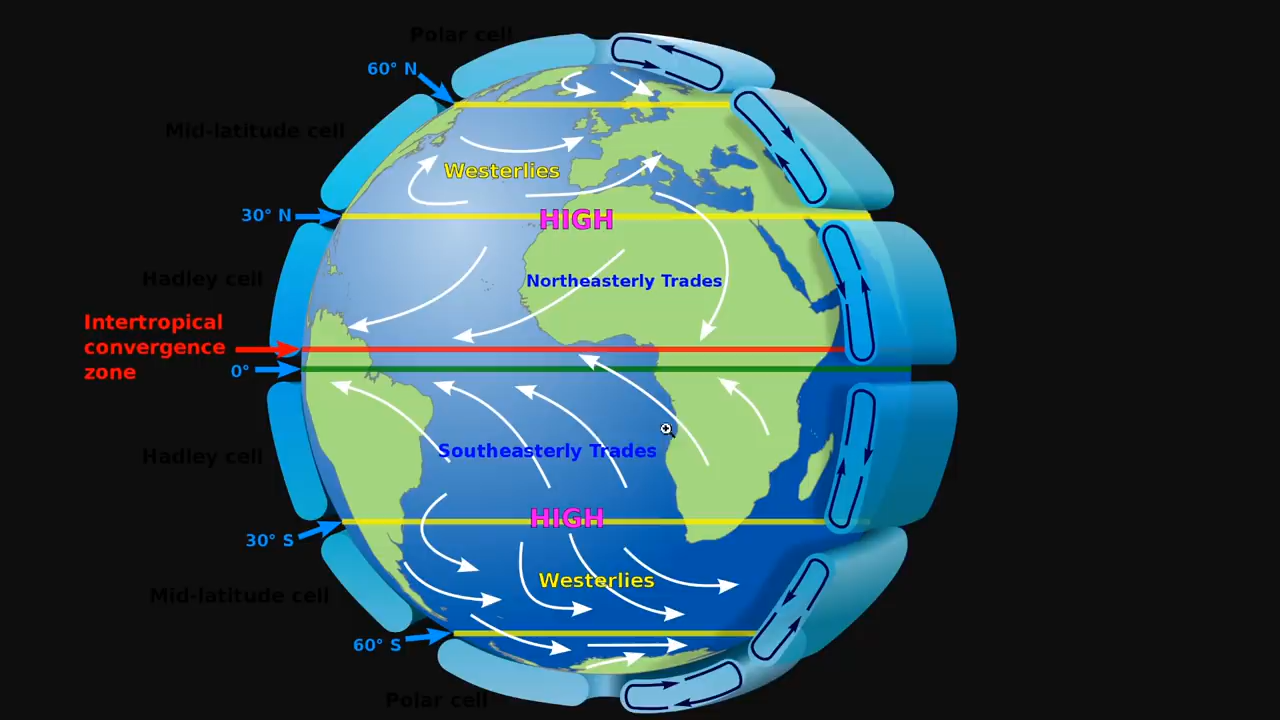 Polar cell
60° N
Mid-latitude cell
Westerlies
30° N
HIGH
Hadley cell
Northeasterly Trades
Intertropical
convergence
zone
0°
Hadley cell
Southeasterly Trades
HIGH
30° S
Westerlies
Mid-latitude cell
60° S
Polar cell